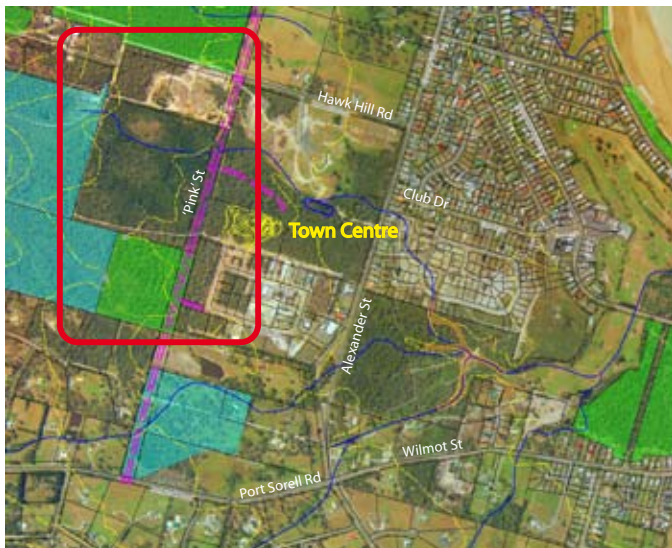 Hawk Hill Rd
'Pink' St
Club Dr
Town Centre
Alexander St
Wilmot St
Port Sorell Rd